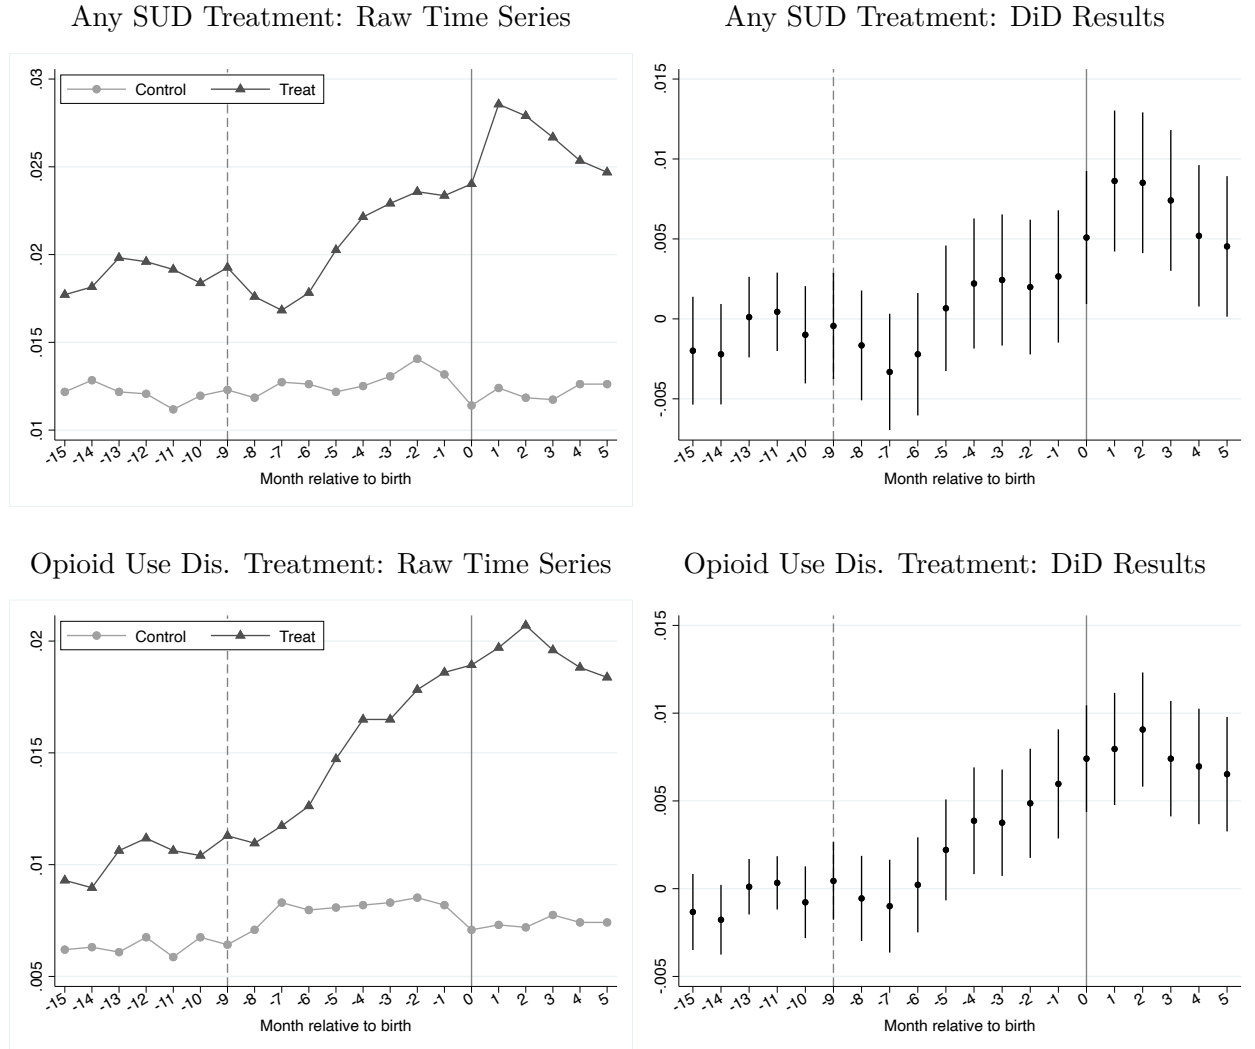 Any SUD Treatment: Raw Time Series
Any SUD Treatment: DiD Results
Control
Treat
.03
.025
.02
.015
.01
-15 -14 -13 -12 -11 -10 -9 -8 -7 -6 -5 -4 -3 -2 -1 0 1 2 3 4 5
Month relative to birth
.015
.01
.005
0
-.005
-15 -14 -13 -11 -10 -9 -8 -7 -6 -5 -4 -3 -2 -1 0 1 2 3 4 5
Month relative to birth
Opioid Use Dis. Treatment: Raw Time Series
Opioid Use Dis. Treatment: DiD Results
Control
Treat
.02
.015
.01
.005
-15 -14 -13 -12 -11 -10 -9 -8 -7 -6 -5 -4 -3 -2 -1 0 1 2 3 4 5
Month relative to birth
.015
.01
.005
0
-.005
-15 -14 -13 -11 -10 -9 -8 -7 -6 -5 -4 -3 -2 -1 0 1 2 3 4 5
Month relative to birth